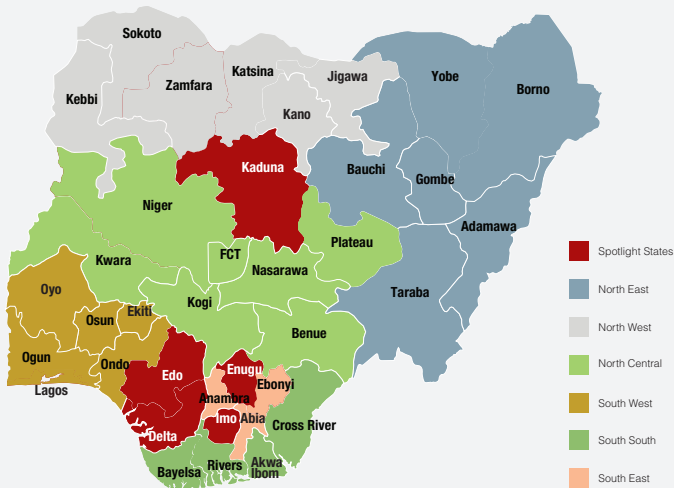 Sokoto
Katsina
Jigawa
Yobe
Borno
Zamfara
Kebbi
Kano
Kaduna
Bauchi
Gombe
Niger
Adamawa
Plateau
FCT
Kwara
Nasarawa
Spotlight States
Oyo
Taraba
North East
Kogi
Ekiti
Osun
North West
Benue
Ogun
Ondo
Edo
Enugu
North Central
Ebonyi
Lagos
Anambra
South West
Imo
Abia
Cross River
Delta
South South
Bayelsa
Rivers
Akwa
Ibom
South East